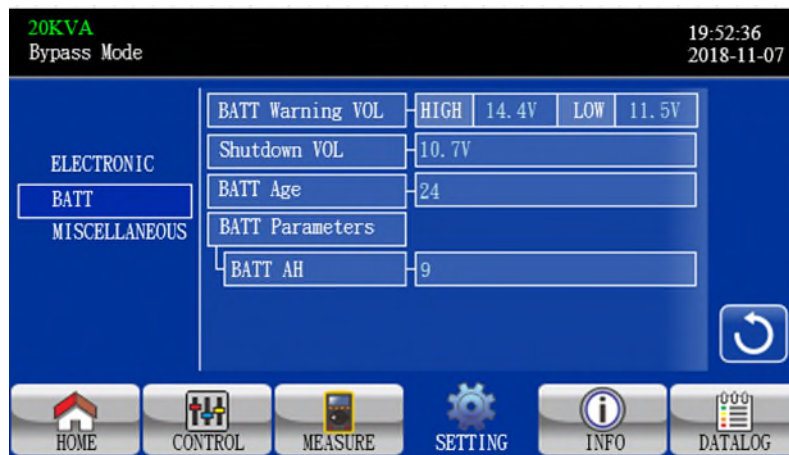 20KVA
19:52:36
Bypass Mode
2018-11-07
BATT Warning VOL HIGH 14.4V LOW 11.5V
Shutdown VOL 10.7V
ELECTRONIC
BATT Age 24
BATT
BATT Parameters
MISCELLANEOUS
BATT AH 9
HOME CONTROL MEASURE SETTING INFO DATALOG